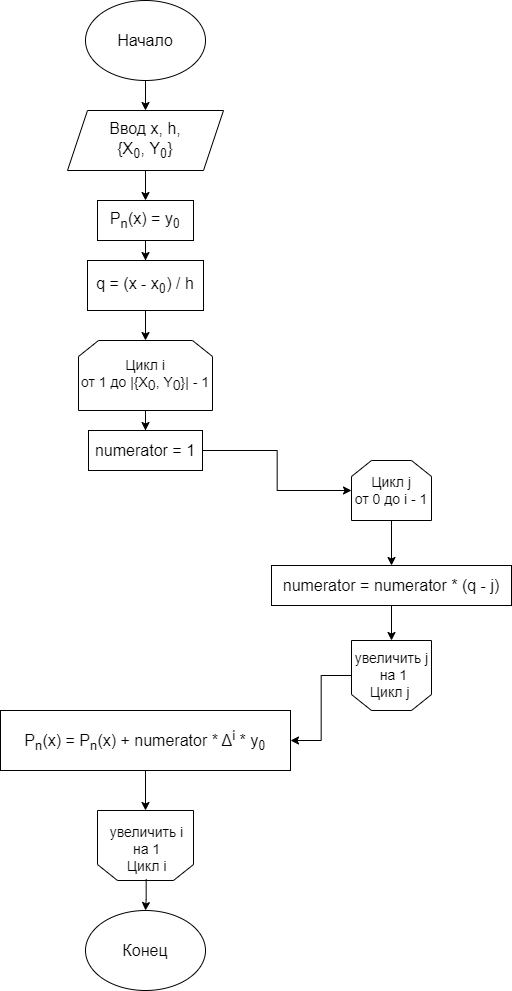 Начало
Ввод x, h,
{X₀, Y₀}
Pₙ(x) = y₀
q = (x - x₀) / h
Цикл i
от 1 до |{X₀, Y₀}| - 1
numerator = 1
Цикл j
от 0 до i - 1
numerator = numerator * (q - j)
увеличить j
на 1
Цикл j
Pₙ(x) = Pₙ(x) + numerator * Δⁱ * y₀
увеличить i
на 1
Цикл i
Конец